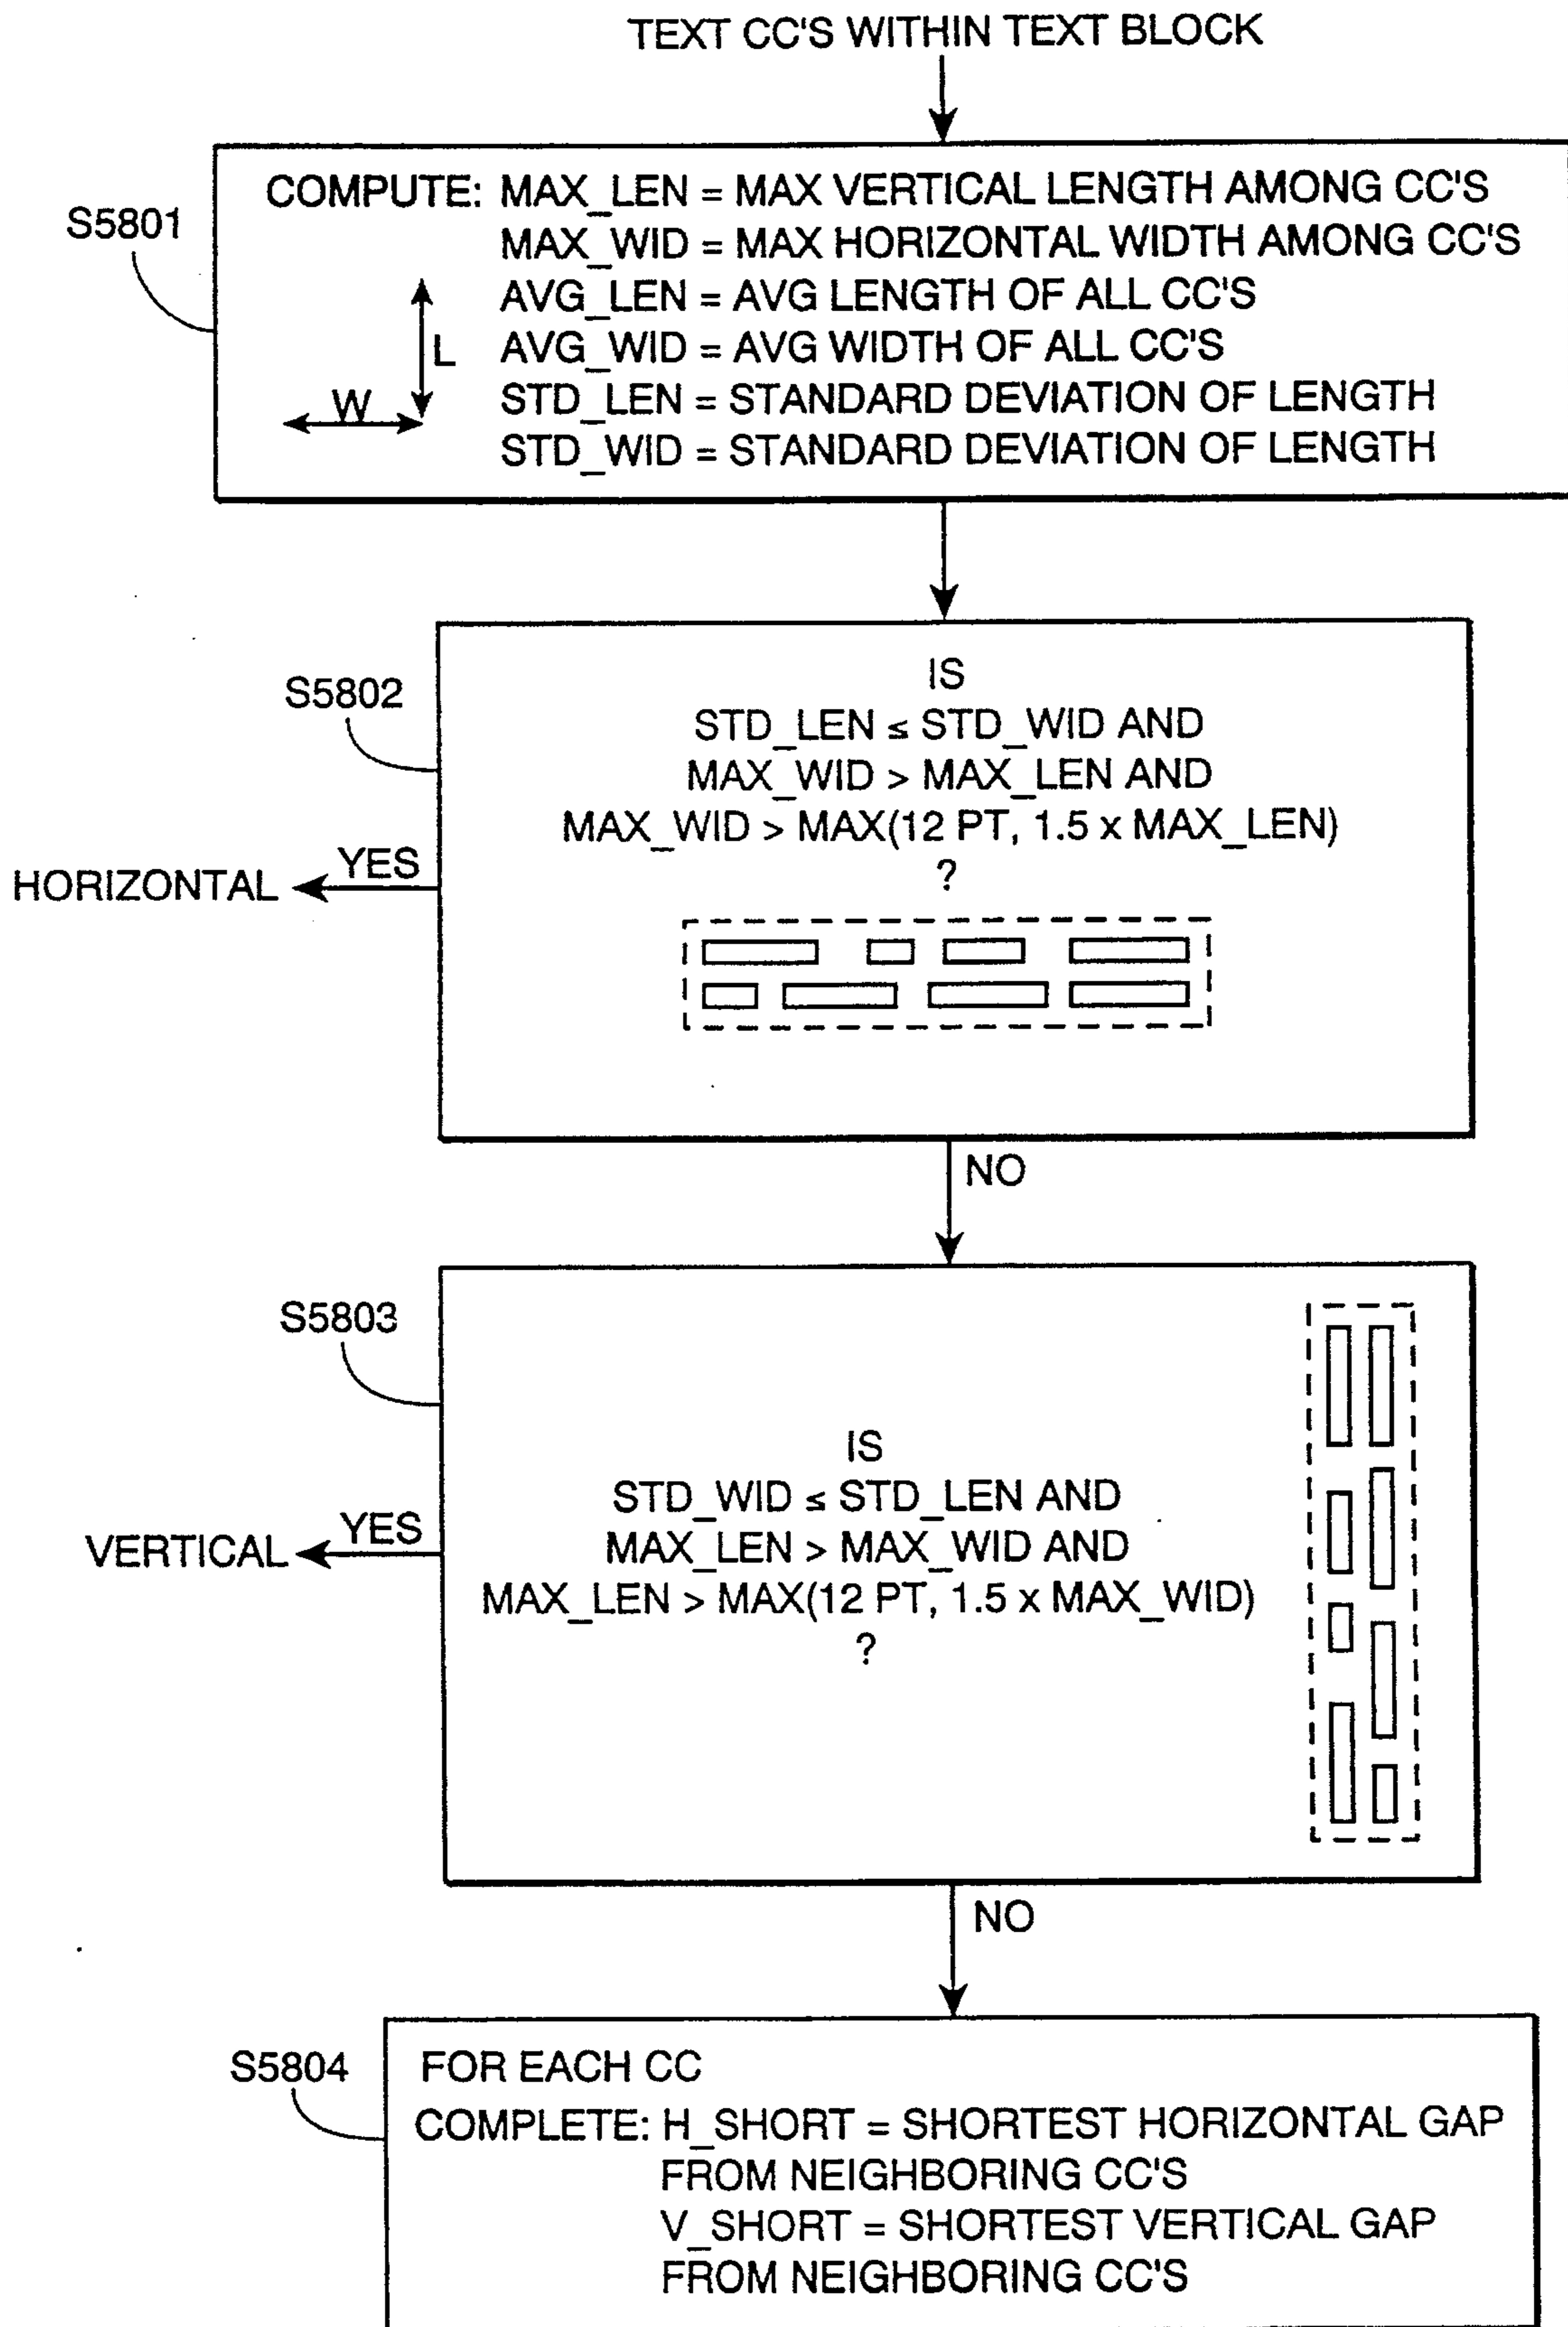 TEXT CC'S WITHIN TEXT BLOCK
S5801
COMPUTE: MAX_LEN = MAX VERTICAL LENGTH AMONG CC'S
MAX_WID = MAX HORIZONTAL WIDTH AMONG CC'S
AVG_LEN = AVG LENGTH OF ALL CC'S
L AVG_WID = AVG WIDTH OF ALL CC'S
W STD_LEN = STANDARD DEVIATION OF LENGTH
STD_WID = STANDARD DEVIATION OF LENGTH
S5802
IS
STD_LEN ≤ STD_WID AND
MAX_WID > MAX_LEN AND
MAX_WID > MAX(12 PT, 1.5 x MAX_LEN)
?
YES
HORIZONTAL
NO
S5803
IS
STD_WID ≤ STD_LEN AND
MAX_LEN > MAX_WID AND
MAX_LEN > MAX(12 PT, 1.5 x MAX_WID)
?
YES
VERTICAL
NO
S5804
FOR EACH CC
COMPLETE: H_SHORT = SHORTEST HORIZONTAL GAP
FROM NEIGHBORING CC'S
V_SHORT = SHORTEST VERTICAL GAP
FROM NEIGHBORING CC'S